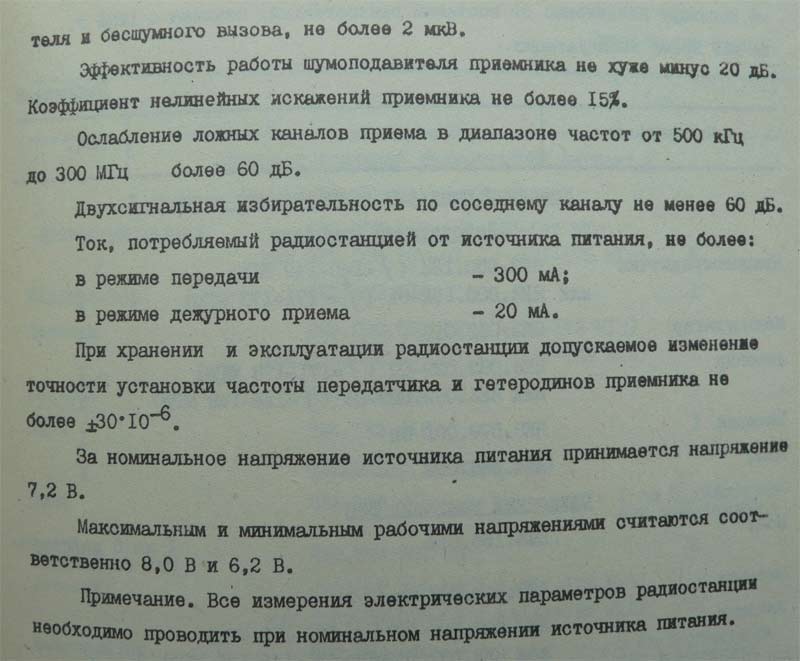 теля и бесшумного вызова, не более 2 мкВ.
Эффективность работы шумоподавителя приемника не хуже минус 20 дБ.
Коэффициент нелинейных искажений приемника не более 15%.
Ослабление ложных каналов приема в диапазоне частот от 500 кГц
до 300 МГц более 60 дБ.
Двухсигнальная избирательность по соседнему каналу не менее 60 дБ.
Ток, потребляемый радиостанцией от источника питания, не более:
в режиме передачи - 300 мА;
в режиме дежурного приема - 20 мА.
При хранении и эксплуатации радиостанции допускаемое изменение
точности установки частоты передатчика и гетеродинов приемника не
более ±30·10⁻⁶.
За номинальное напряжение источника питания принимается напряжение
7,2 В.
Максимальным и минимальным рабочими напряжениями считаются соот-
ветственно 8,0 В и 6,2 В.
Примечание. Все измерения электрических параметров радиостанции
необходимо проводить при номинальном напряжении источника питания.